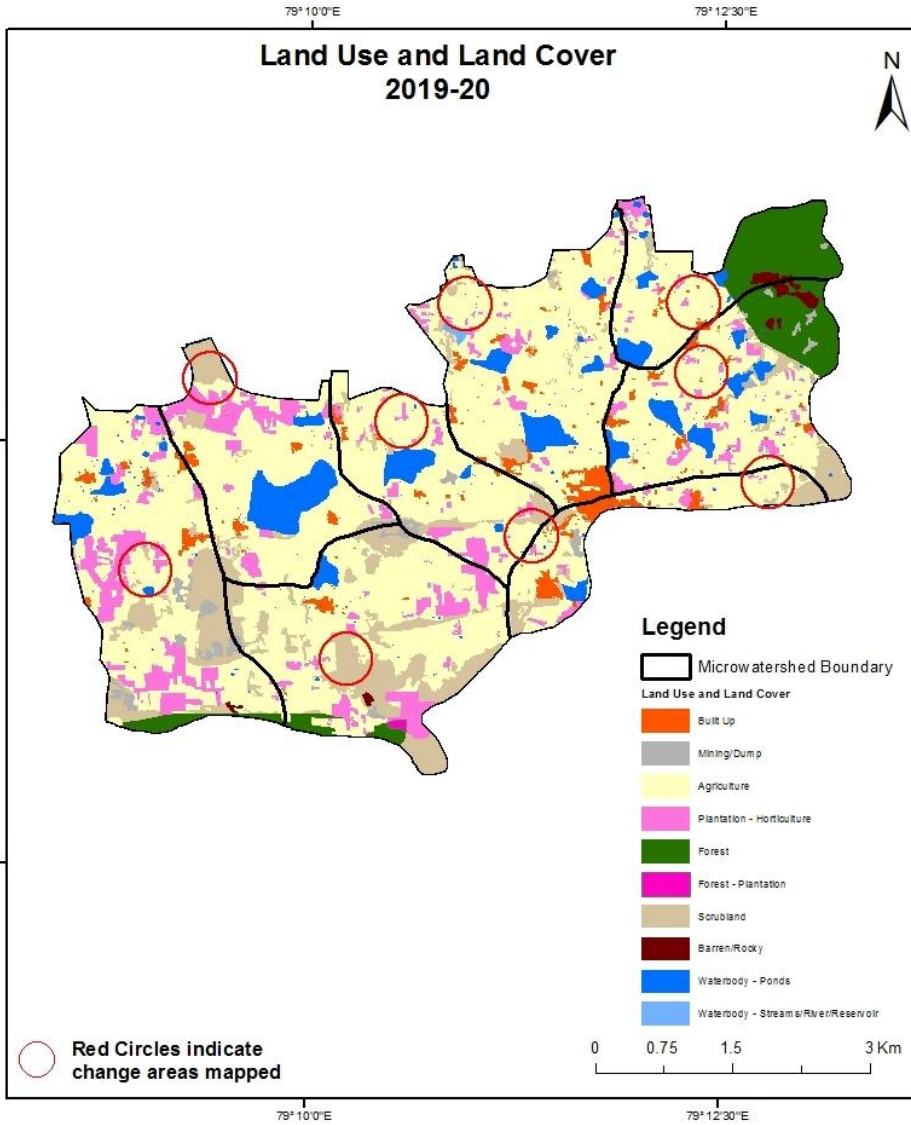 79° 10'0"E
79° 12'30"E
Land Use and Land Cover
2019-20
N
Legend
Microwatershed Boundary
Land Use and Land Cover
Built Up
Mining/Dump
Agriculture
Plantation - Horticulture
Forest
Forest - Plantation
Scrubland
Barren/Rocky
Waterbody - Ponds
Waterbody - Streams/River/Reservoir
Red Circles indicate
change areas mapped
0 0.75 1.5 3 Km
79° 10'0"E
79° 12'30"E